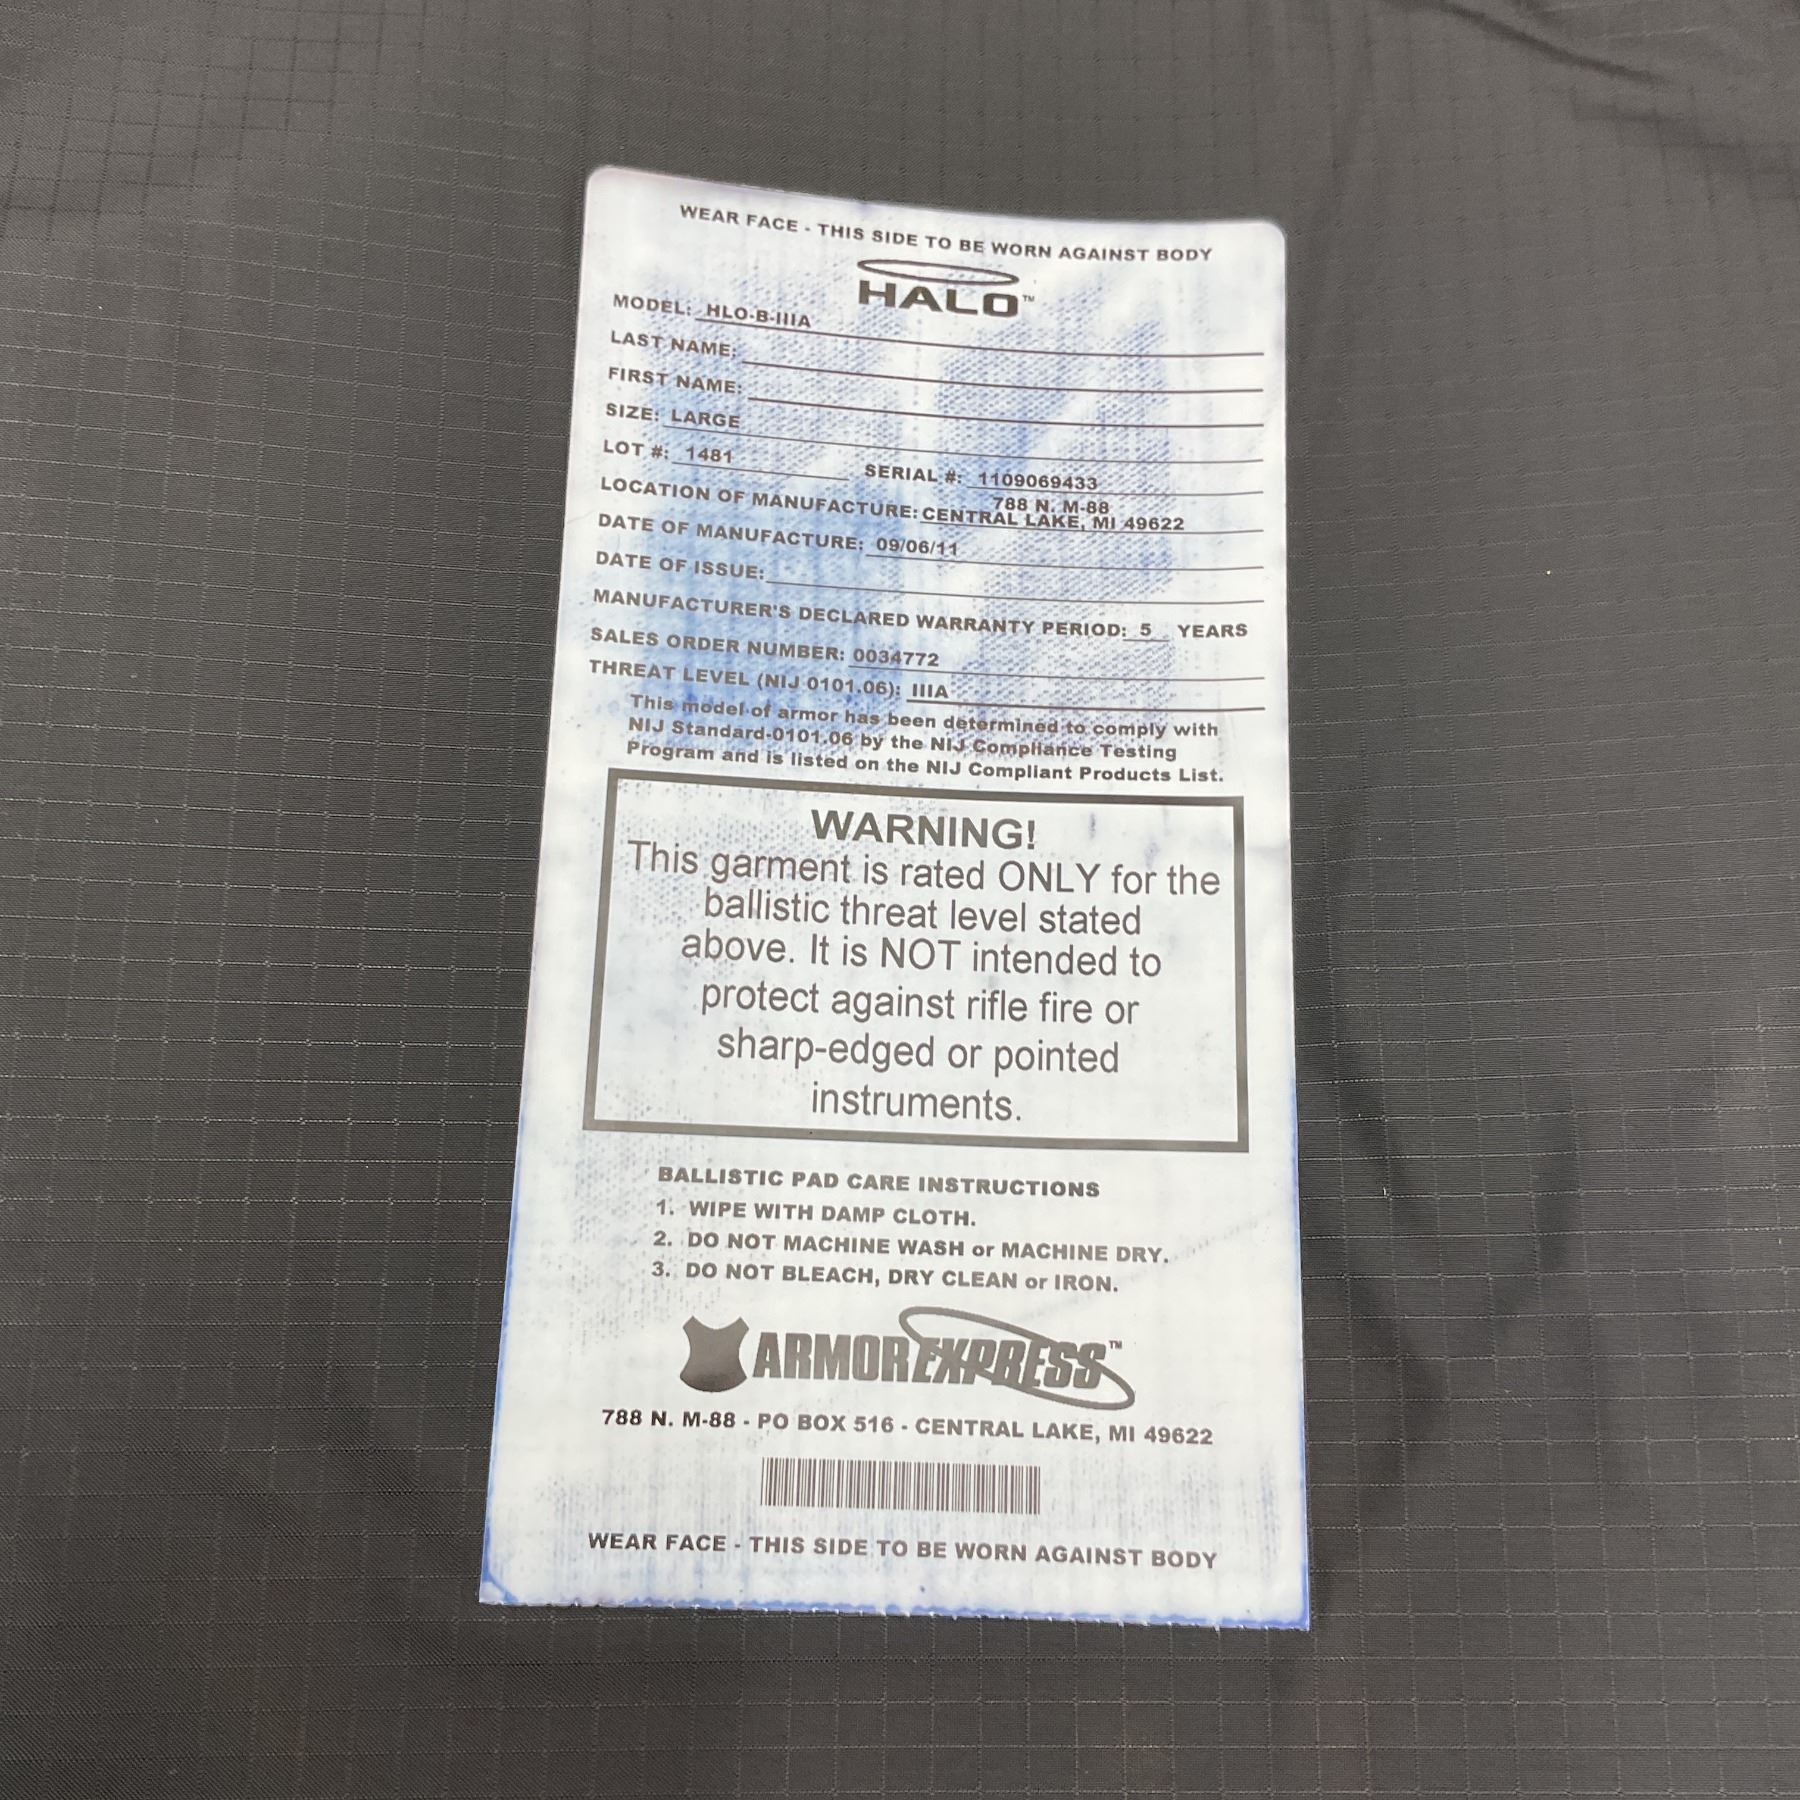 WEAR FACE - THIS SIDE TO BE WORN AGAINST BODY
HALO™
MODEL: HLO-B-IIIA
LAST NAME:
FIRST NAME:
SIZE: LARGE
LOT #: 1481 SERIAL #: 1109069433
788 N. M-88
LOCATION OF MANUFACTURE: CENTRAL LAKE, MI 49622
DATE OF MANUFACTURE: 09/06/11
DATE OF ISSUE:
MANUFACTURER'S DECLARED WARRANTY PERIOD: 5 YEARS
SALES ORDER NUMBER: 0034772
THREAT LEVEL (NIJ 0101.06): IIIA
This model of armor has been determined to comply with
NIJ Standard-0101.06 by the NIJ Compliance Testing
Program and is listed on the NIJ Compliant Products List.
WARNING!
This garment is rated ONLY for the
ballistic threat level stated
above. It is NOT intended to
protect against rifle fire or
sharp-edged or pointed
instruments.
BALLISTIC PAD CARE INSTRUCTIONS
1. WIPE WITH DAMP CLOTH.
2. DO NOT MACHINE WASH or MACHINE DRY.
3. DO NOT BLEACH, DRY CLEAN or IRON.
ARMOREXPRESS™
788 N. M-88 - PO BOX 516 - CENTRAL LAKE, MI 49622
WEAR FACE - THIS SIDE TO BE WORN AGAINST BODY